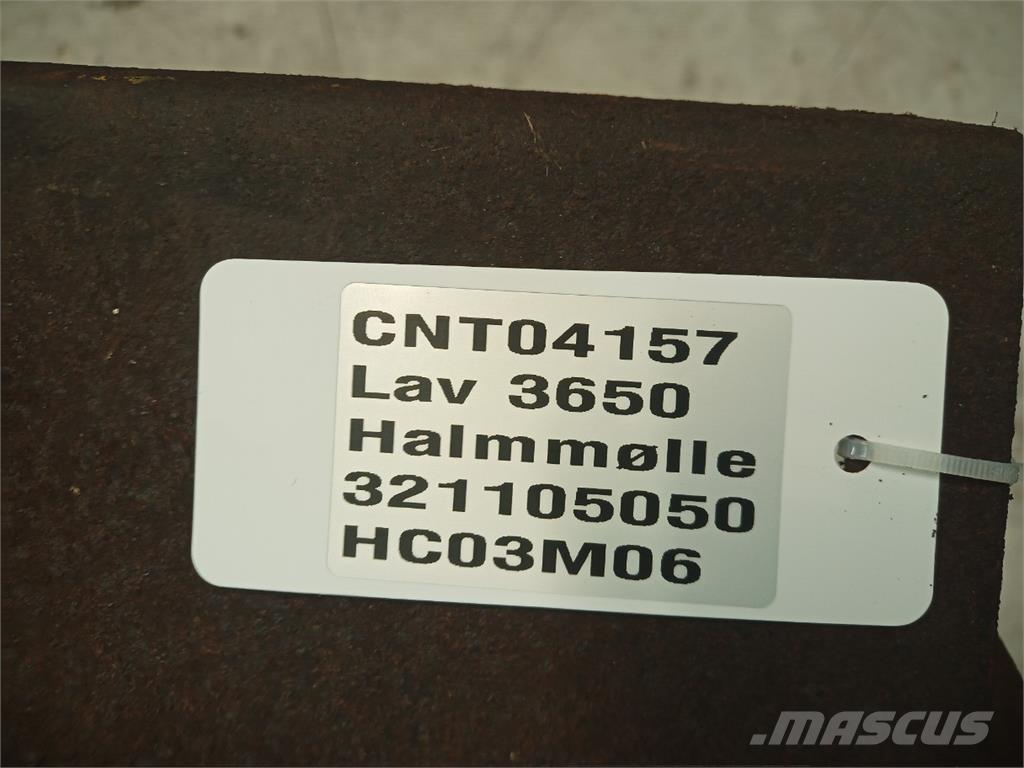 CNT04157
Lav 3650
Halmmølle
321105050
HC03M06
.MASCUS